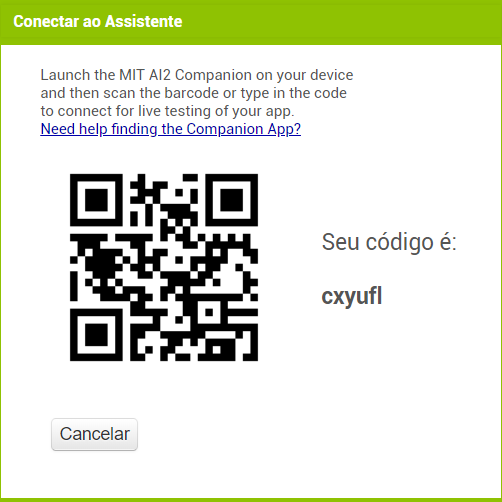 Conectar ao Assistente
Launch the MIT AI2 Companion on your device
and then scan the barcode or type in the code
to connect for live testing of your app.
Need help finding the Companion App?
Seu código é:
cxyufl
Cancelar